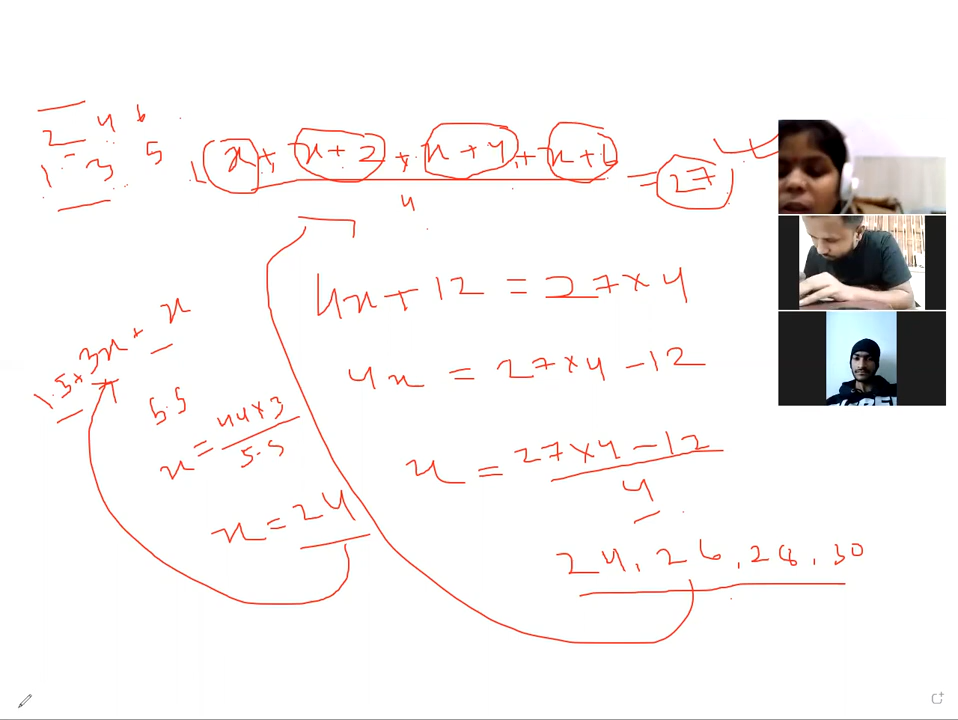 2 4 6
1 3 5
x + x+2 + x+4 + x+6 = 27
4
4x + 12 = 27 × 4
4x = 27 × 4 - 12
x = 27 × 4 - 12
4
24, 26, 28, 30
1.5 + 3x + x
5.5
x = 44 × 3
5.5
x = 24